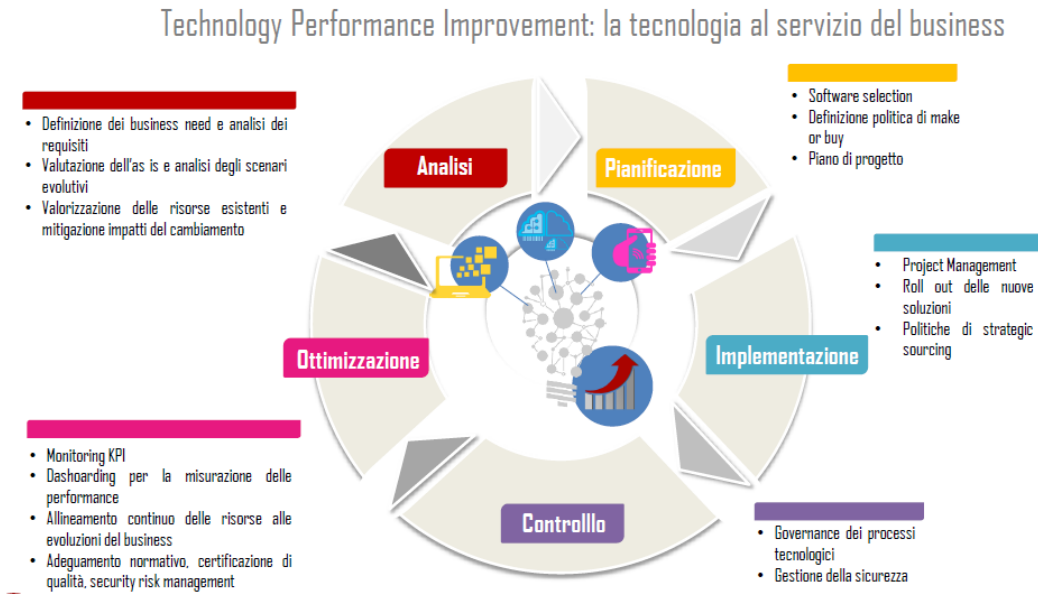 Technology Performance Improvement: la tecnologia al servizio del business
• Definizione dei business need e analisi dei
requisiti
• Valutazione dell'as is e analisi degli scenari
evolutivi
• Valorizzazione delle risorse esistenti e
mitigazione impatti del cambiamento
Analisi
Pianificazione
• Software selection
• Definizione politica di make
or buy
• Piano di progetto
Implementazione
• Project Management
• Roll out delle nuove
soluzioni
• Politiche di strategic
sourcing
Ottimizzazione
• Monitoring KPI
• Dashoarding per la misurazione delle
performance
• Allineamento continuo delle risorse alle
evoluzioni del business
• Adeguamento normativo, certificazione di
qualità, security risk management
Controlllo
• Governance dei processi
tecnologici
• Gestione della sicurezza